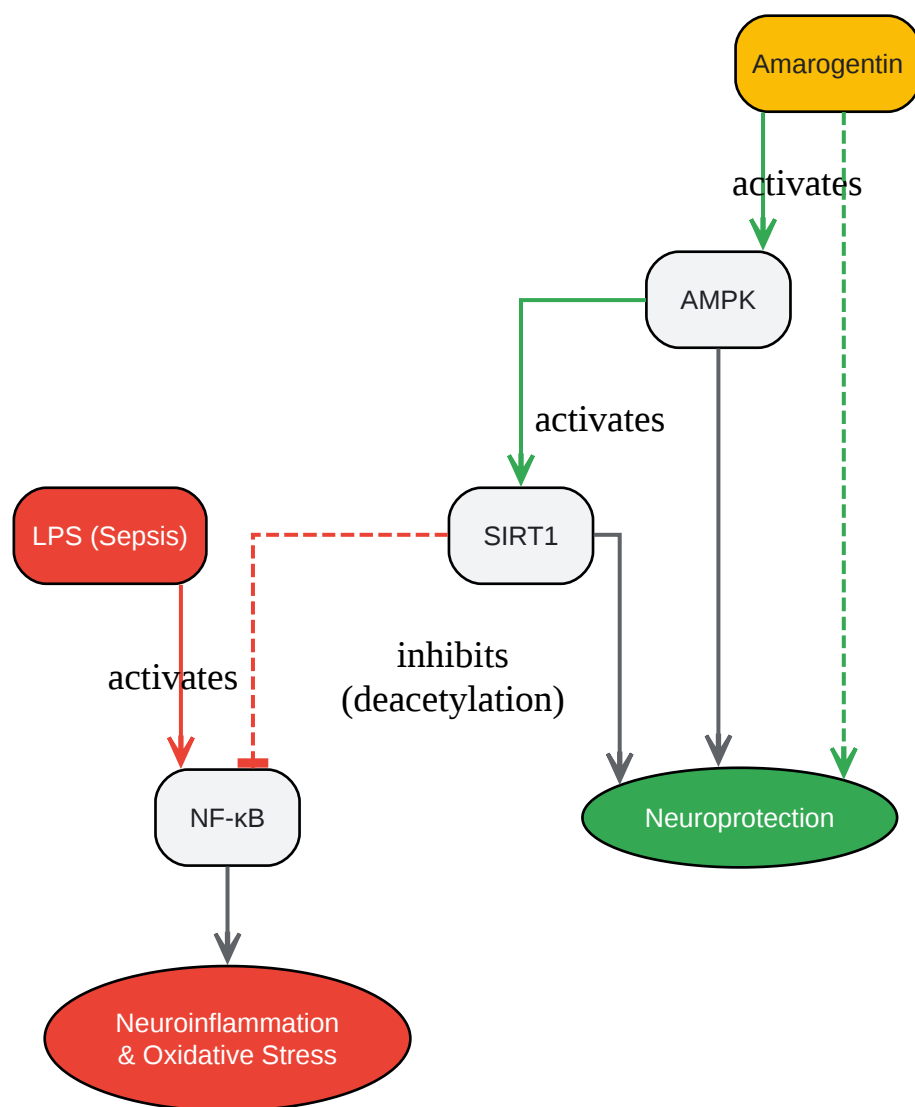 Amarogentin
activates
AMPK
activates
LPS (Sepsis)
SIRT1
activates
inhibits
(deacetylation)
NF-κB
Neuroprotection
Neuroinflammation
& Oxidative Stress